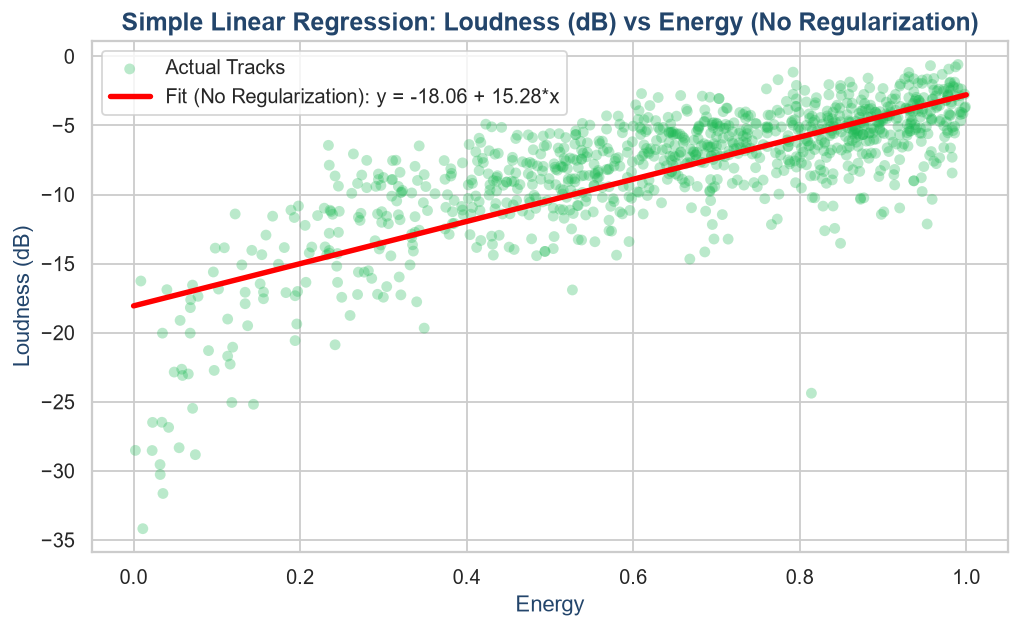 Simple Linear Regression: Loudness (dB) vs Energy (No Regularization)
Actual Tracks
Fit (No Regularization): y = -18.06 + 15.28*x
Loudness (dB)
0
−5
−10
−15
−20
−25
−30
−35
0.0 0.2 0.4 0.6 0.8 1.0
Energy